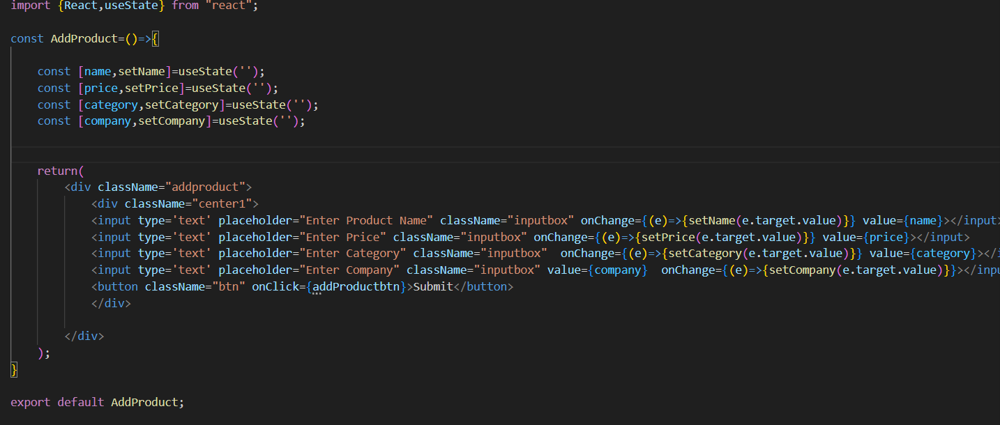 import {React,useState} from "react";
const AddProduct=()=>{
const [name,setName]=useState('');
const [price,setPrice]=useState('');
const [category,setCategory]=useState('');
const [company,setCompany]=useState('');
return(
<div className="addproduct">
<div className="center1">
<input type='text' placeholder="Enter Product Name" className="inputbox" onChange={(e)=>{setName(e.target.value)}} value={name}></input>
<input type='text' placeholder="Enter Price" className="inputbox" onChange={(e)=>{setPrice(e.target.value)}} value={price}></input>
<input type='text' placeholder="Enter Category" className="inputbox"  onChange={(e)=>{setCategory(e.target.value)}} value={category}></i
<input type='text' placeholder="Enter Company" className="inputbox" value={company}  onChange={(e)=>{setCompany(e.target.value)}}></inpu
<button className="btn" onClick={addProductbtn}>Submit</button>
</div>
</div>
);
}
export default AddProduct;